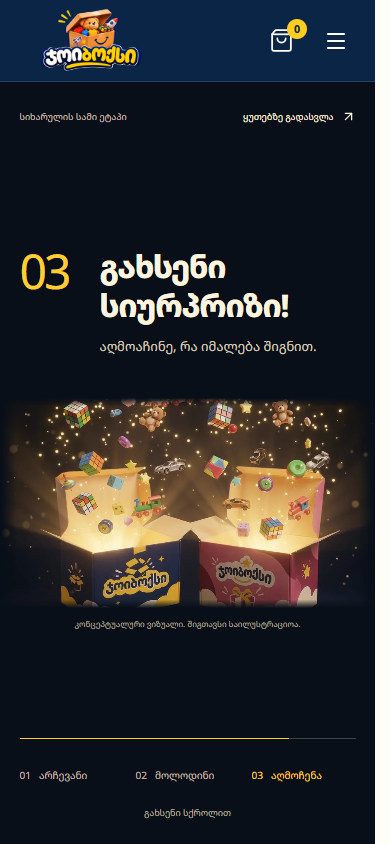 ჯოიბოქსი
0
სიხარულის სამი ეტაპი
ყუთებზე გადასვლა
03
გახსენი
სიურპრიზი!
აღმოაჩინე, რა იმალება შიგნით.
ჯოიბოქსი
ჯოიბოქსი
კონცეპტუალური ვიზუალი. შიგთავსი საილუსტრაციოა.
01 არჩევანი
02 მოლოდინი
03 აღმოჩენა
გახსენი სქროლით